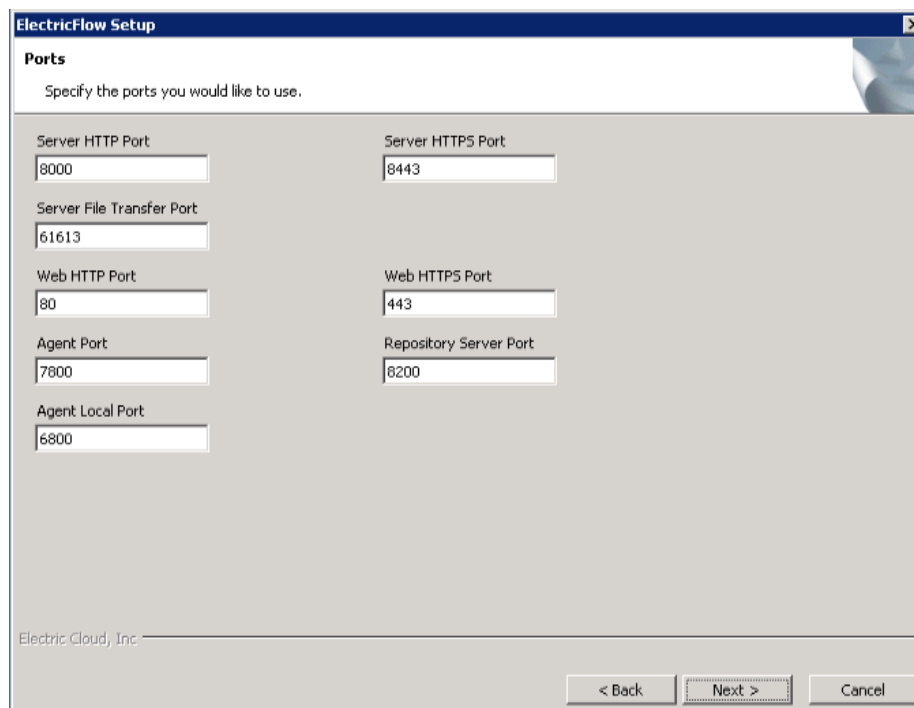 ElectricFlow Setup
Ports
Specify the ports you would like to use.
Server HTTP Port
Server HTTPS Port
8000
8443
Server File Transfer Port
61613
Web HTTP Port
Web HTTPS Port
80
443
Agent Port
Repository Server Port
7800
8200
Agent Local Port
6800
Electric Cloud, Inc
< Back
Next >
Cancel